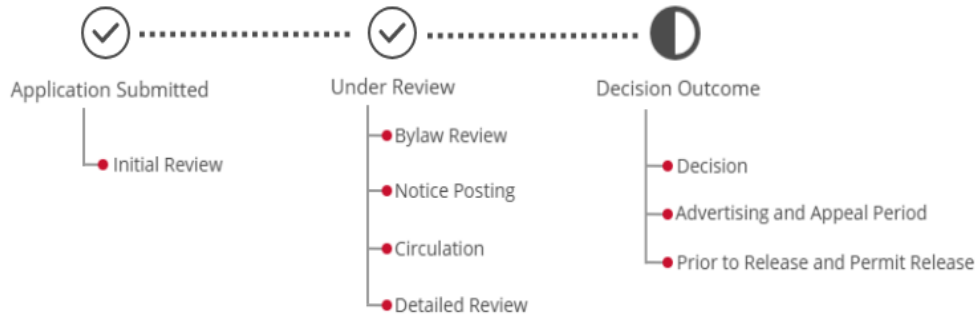 Application Submitted
Initial Review
Under Review
Bylaw Review
Notice Posting
Circulation
Detailed Review
Decision Outcome
Decision
Advertising and Appeal Period
Prior to Release and Permit Release